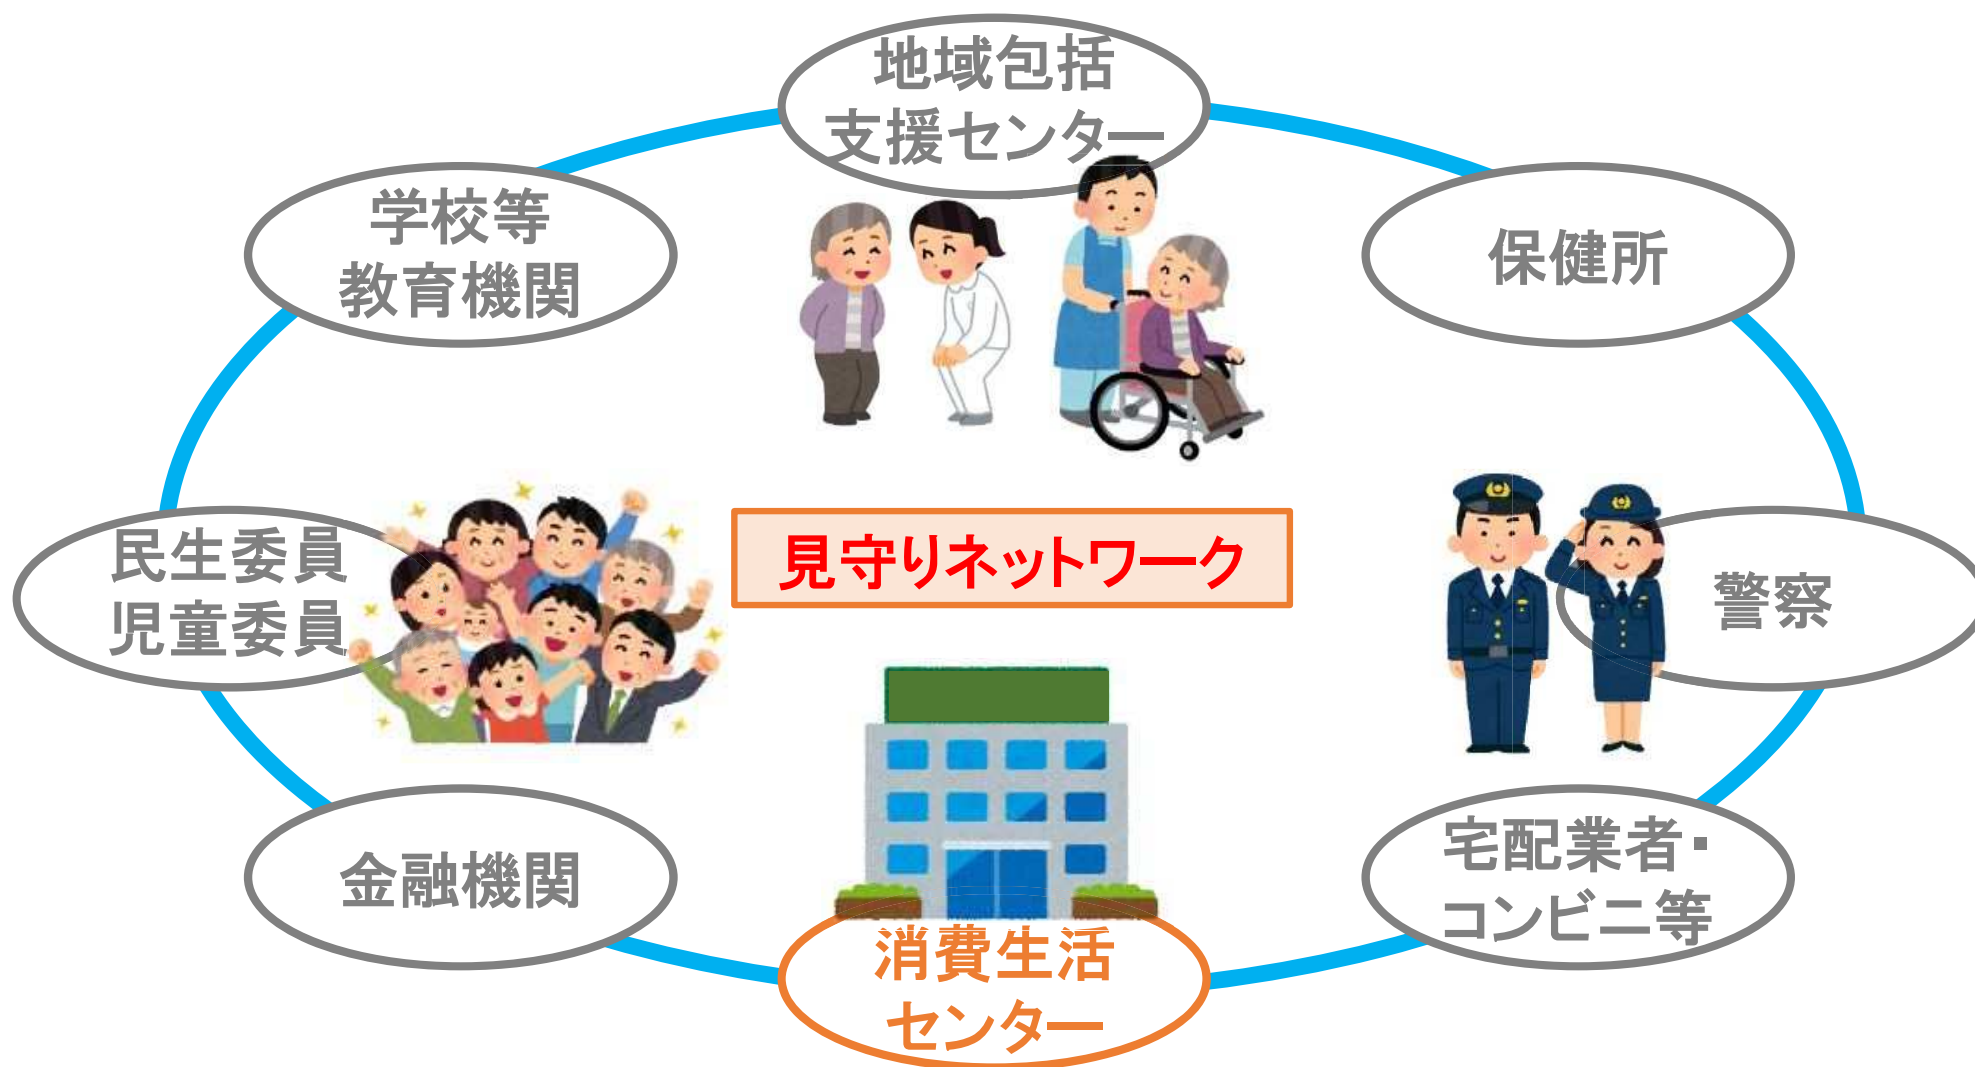 地域包括
支援センター
学校等
教育機関
保健所
民生委員
児童委員
見守りネットワーク
警察
金融機関
宅配業者・
コンビニ等
消費生活
センター